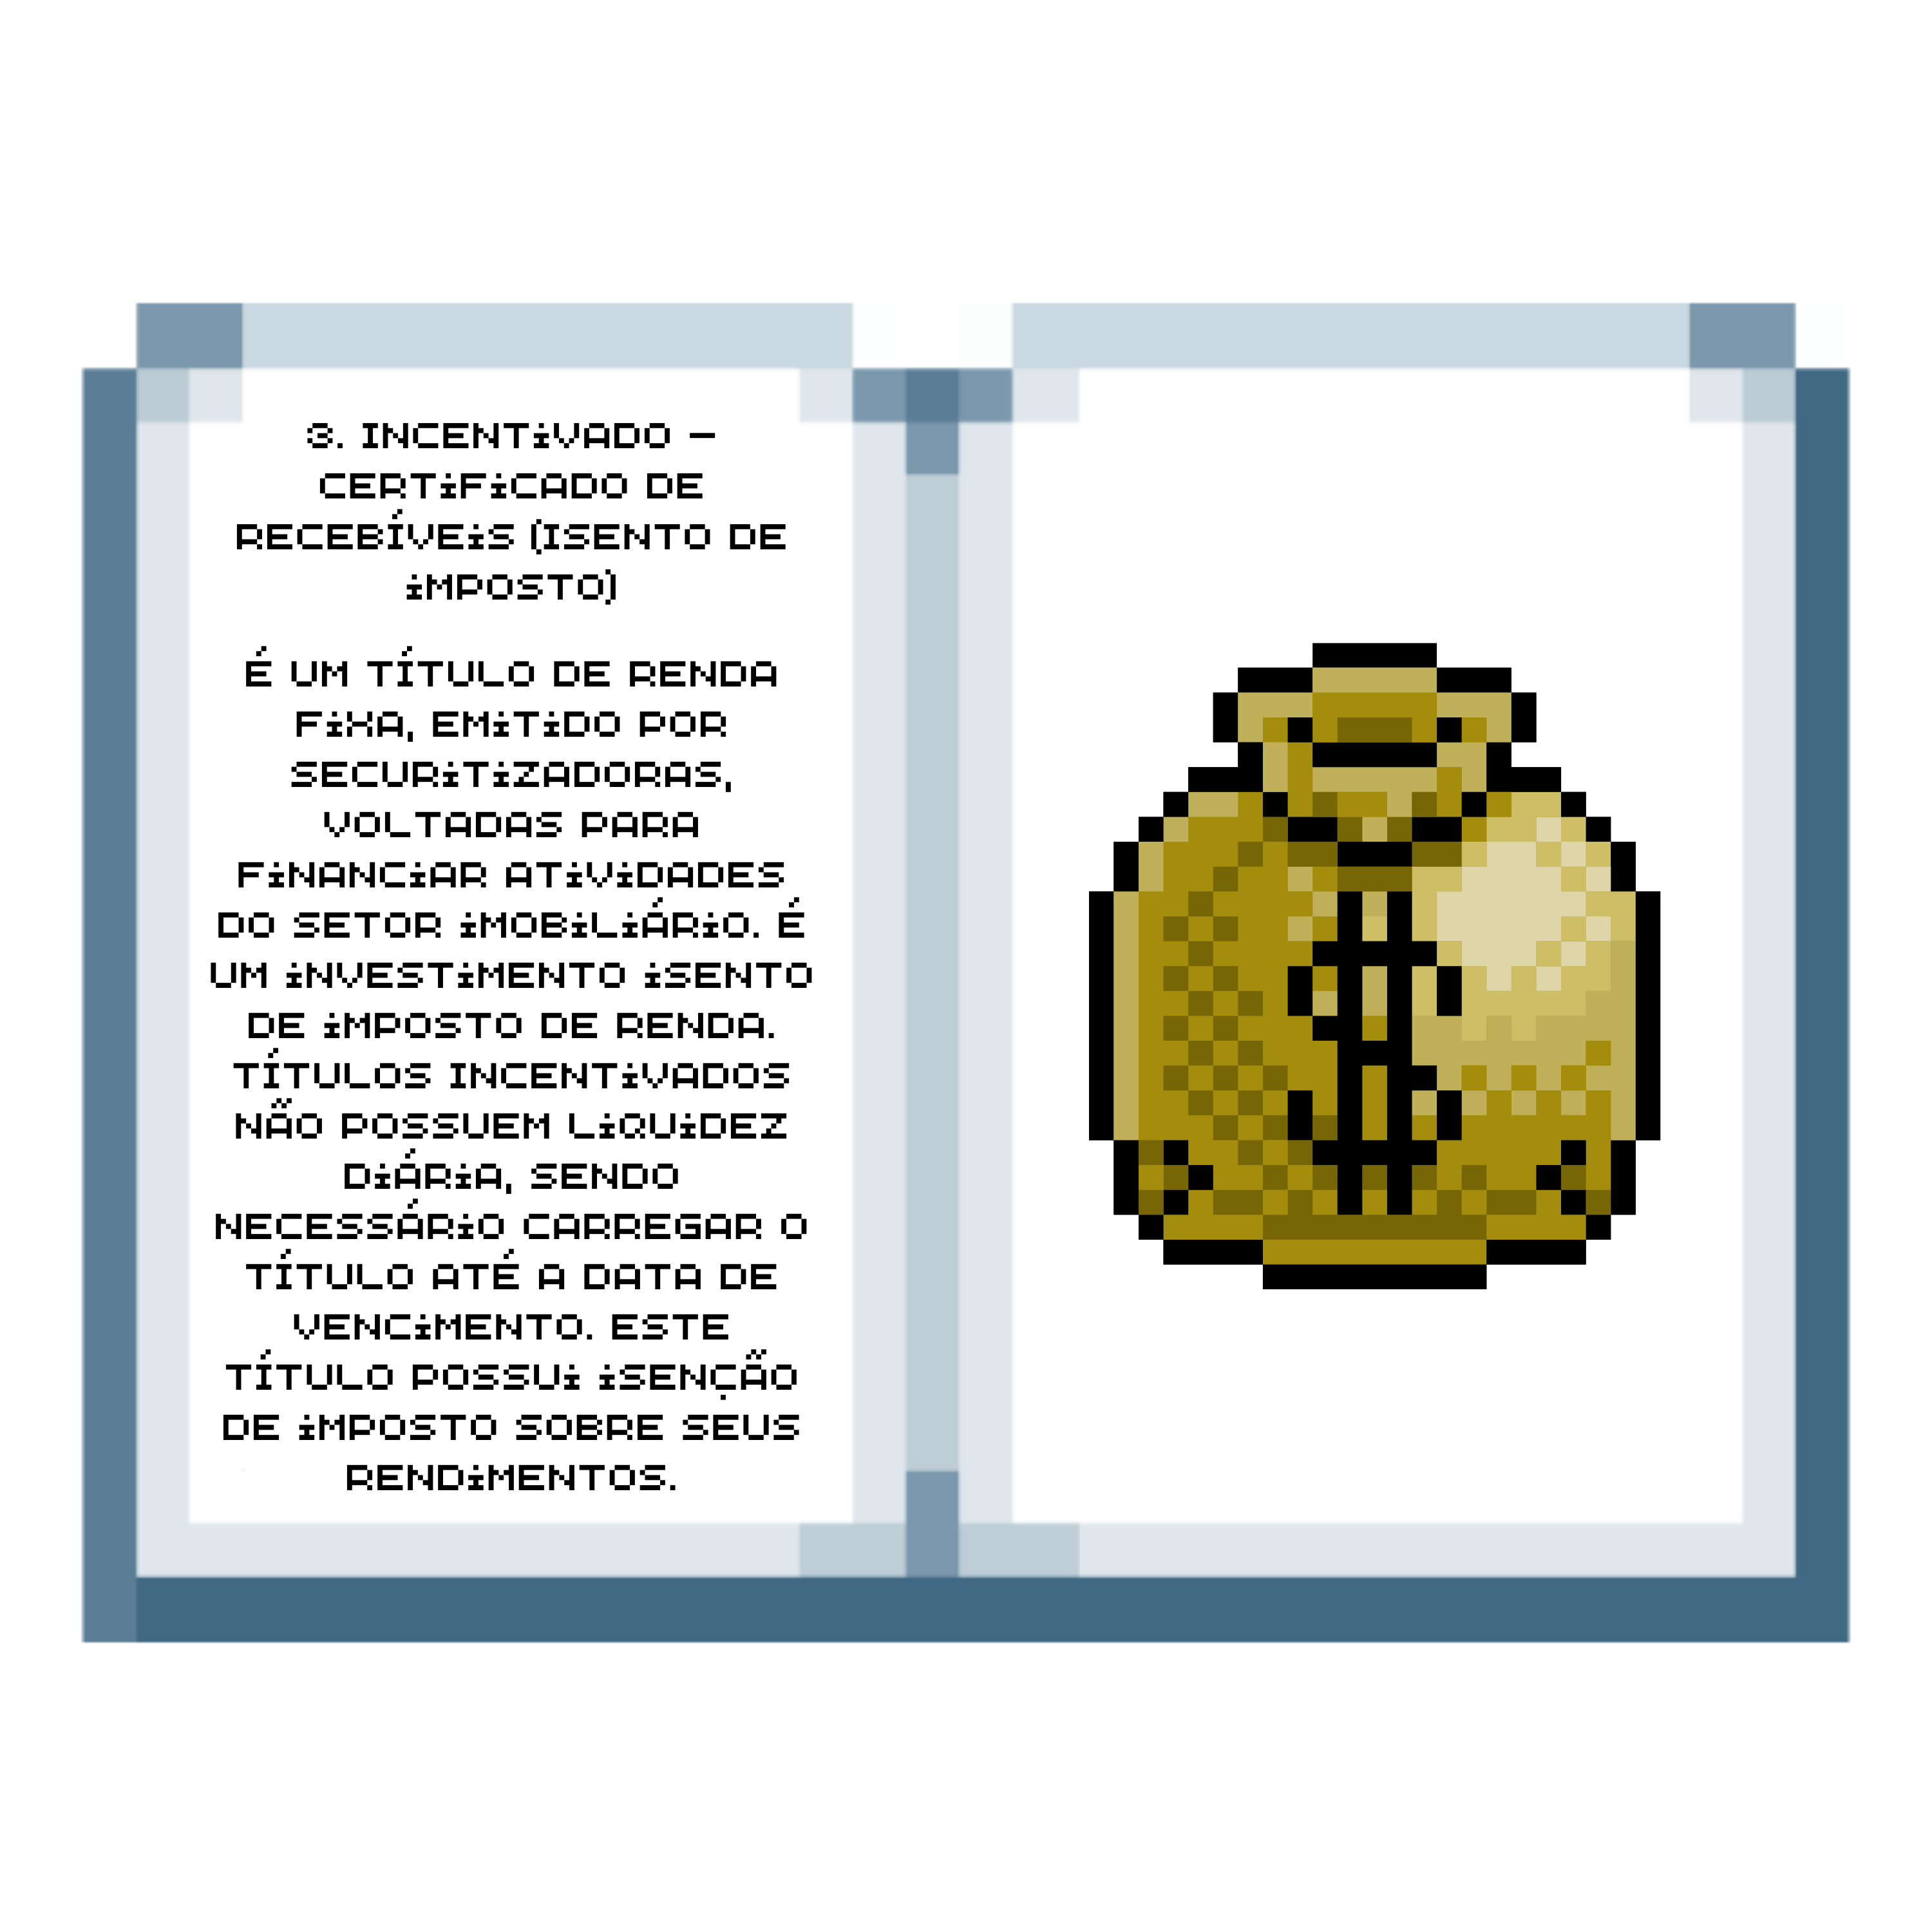 3. INCENTIVADO –
CERTIFICADO DE
RECEBÍVEIS (ISENTO DE
IMPOSTO)
É UM TÍTULO DE RENDA
FIXA, EMITIDO POR
SECURITIZADORAS,
VOLTADAS PARA
FINANCIAR ATIVIDADES
DO SETOR IMOBILIÁRIO. É
UM INVESTIMENTO ISENTO
DE IMPOSTO DE RENDA.
TÍTULOS INCENTIVADOS
NÃO POSSUEM LIQUIDEZ
DIÁRIA, SENDO
NECESSÁRIO CARREGAR O
TÍTULO ATÉ A DATA DE
VENCIMENTO. ESTE
TÍTULO POSSUI ISENÇÃO
DE IMPOSTO SOBRE SEUS
RENDIMENTOS.